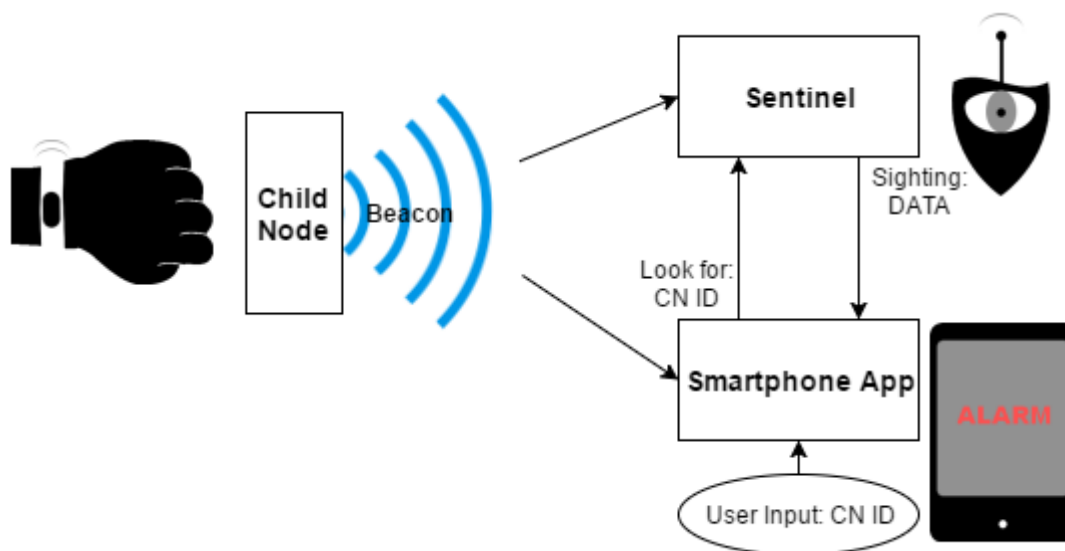 Child
Node
Beacon
Sentinel
Sighting:
DATA
Look for:
CN ID
Smartphone App
ALARM
User Input: CN ID